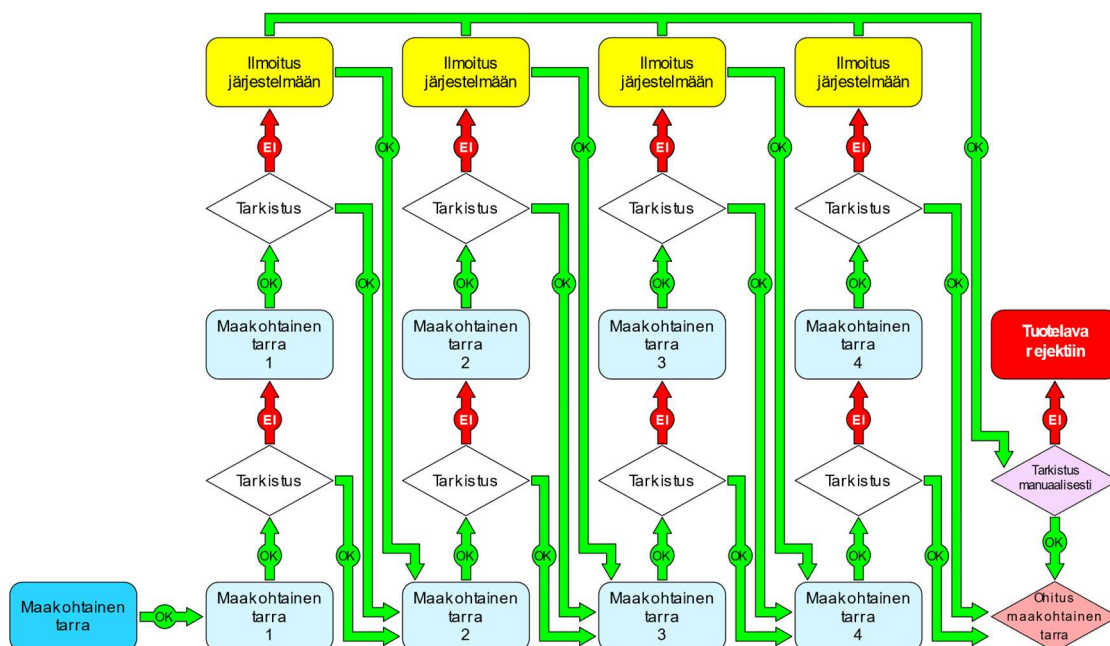 Ilmoitus
järjestelmään
Ilmoitus
järjestelmään
Ilmoitus
järjestelmään
Ilmoitus
järjestelmään
EI
OK
EI
OK
EI
OK
EI
OK
Tarkistus
Tarkistus
Tarkistus
Tarkistus
OK
OK
OK
OK
OK
OK
OK
OK
Maakohtainen
tarra
1
Maakohtainen
tarra
2
Maakohtainen
tarra
3
Maakohtainen
tarra
4
Tuotelava
rejektiin
EI
EI
EI
EI
EI
Tarkistus
Tarkistus
Tarkistus
Tarkistus
Tarkistus
manuaalisesti
OK
OK
OK
OK
OK
OK
OK
OK
OK
Maakohtainen
tarra
OK
Maakohtainen
tarra
1
Maakohtainen
tarra
2
Maakohtainen
tarra
3
Maakohtainen
tarra
4
Ohitus
maakohtainen
tarra